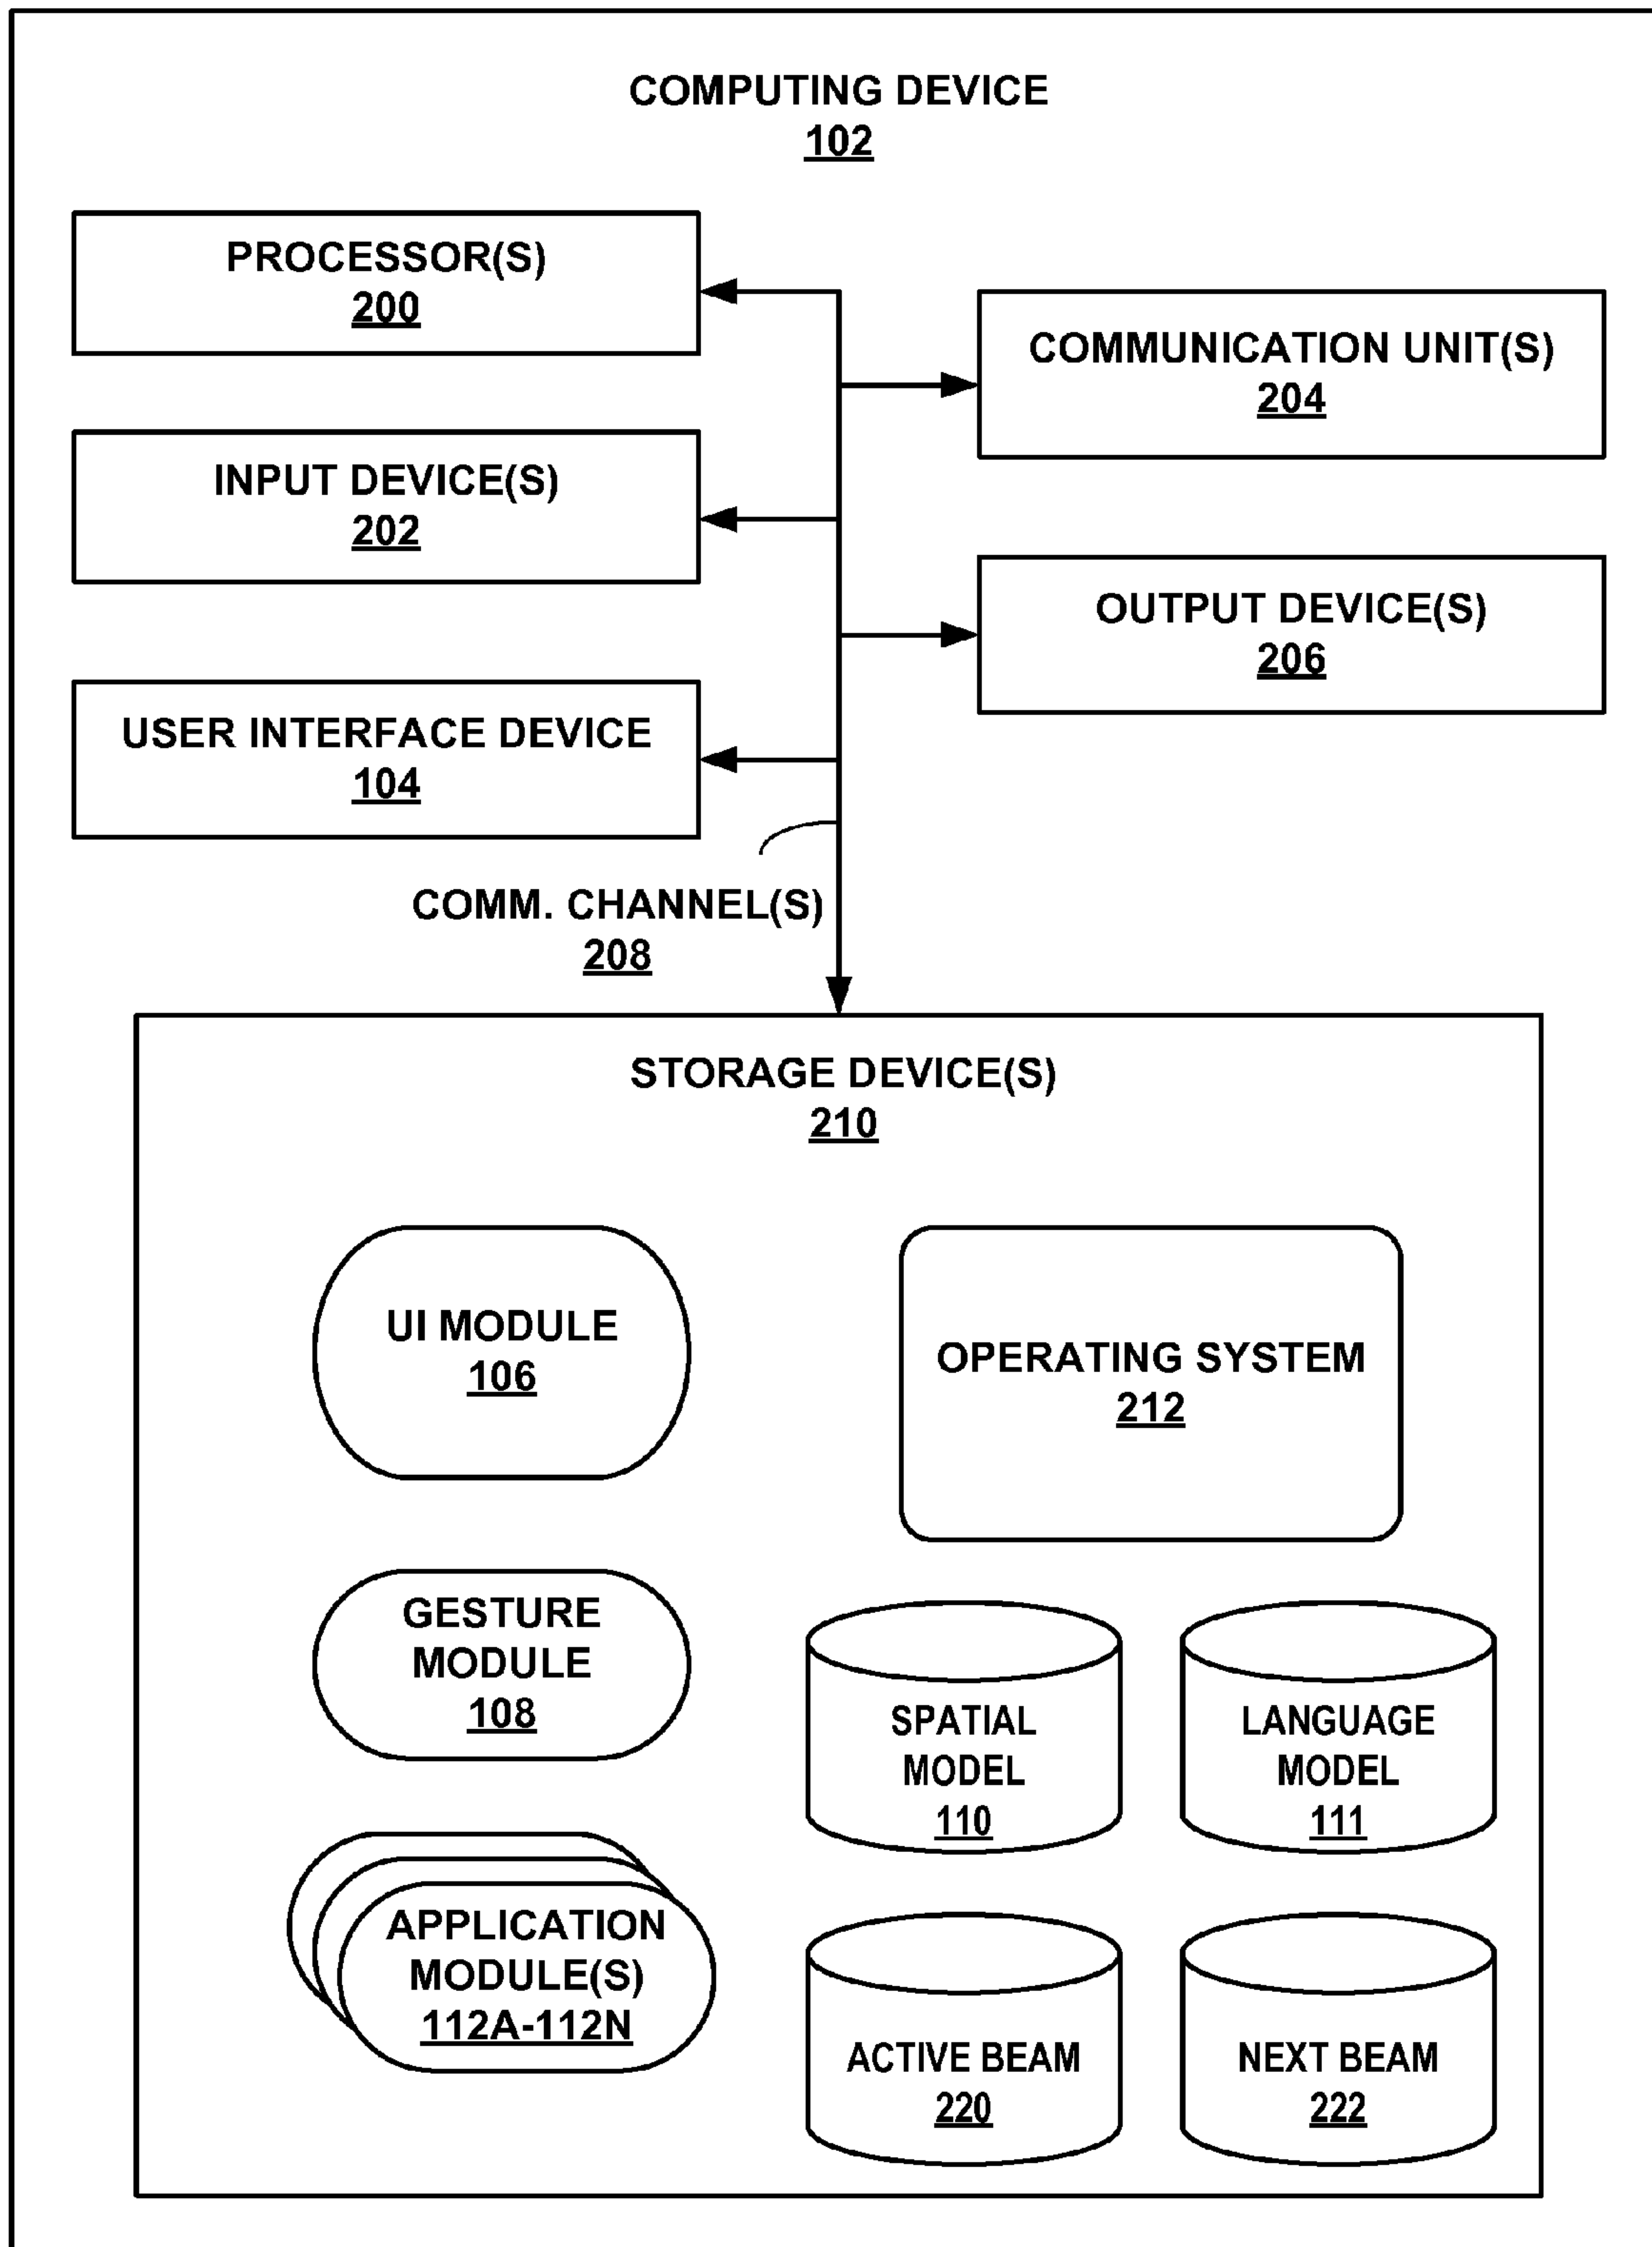 COMPUTING DEVICE
102
PROCESSOR(S)
200
COMMUNICATION UNIT(S)
204
INPUT DEVICE(S)
202
OUTPUT DEVICE(S)
206
USER INTERFACE DEVICE
104
COMM. CHANNEL(S)
208
STORAGE DEVICE(S)
210
UI MODULE
106
OPERATING SYSTEM
212
GESTURE
MODULE
108
SPATIAL
MODEL
110
LANGUAGE
MODEL
111
APPLICATION
MODULE(S)
112A-112N
ACTIVE BEAM
220
NEXT BEAM
222